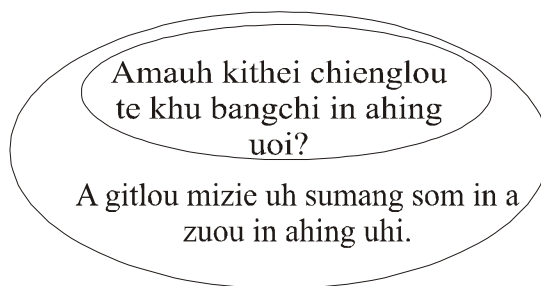 Amauh kithei chienglou
te khu bangchi in ahing
uoi?
A gitlou mizie uh sumang som in a
zuou in ahing uhi.